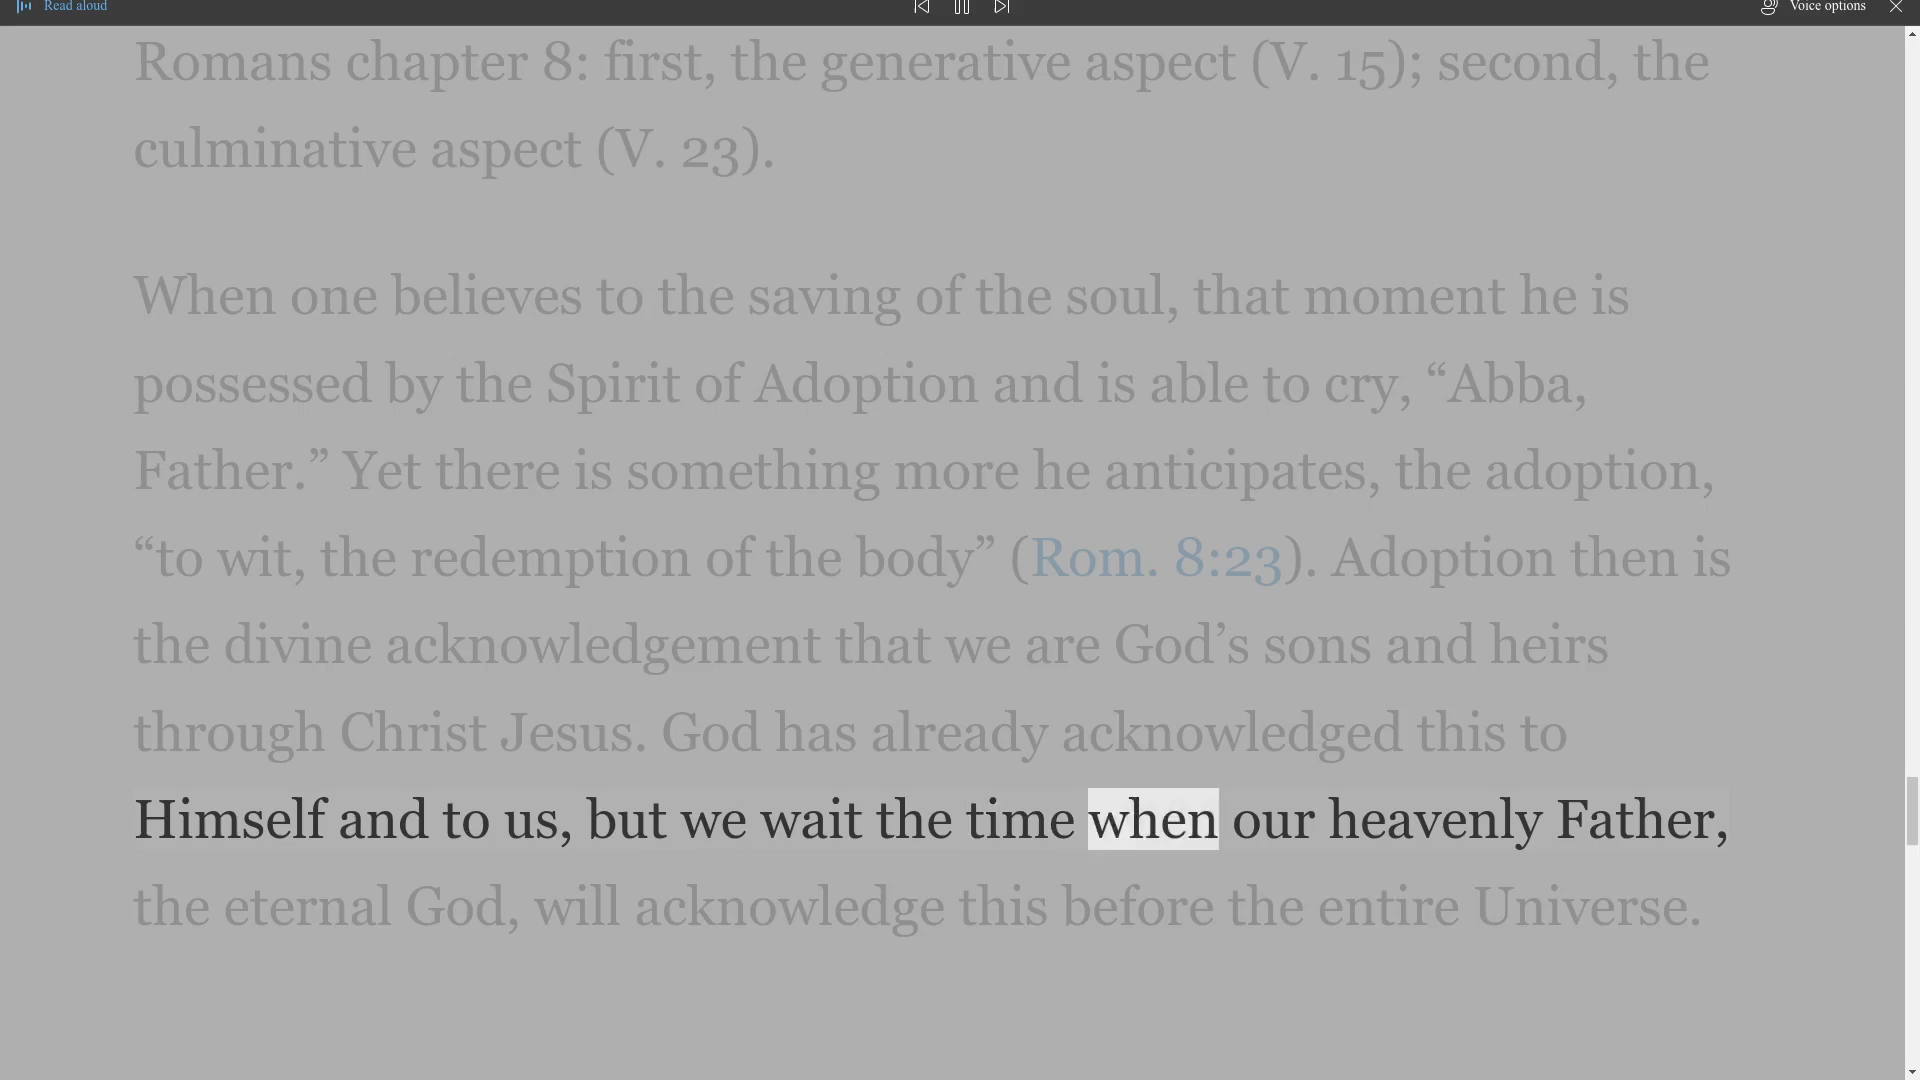 Read aloud
Voice options
Romans chapter 8: first, the generative aspect (V. 15); second, the
culminative aspect (V. 23).
When one believes to the saving of the soul, that moment he is
possessed by the Spirit of Adoption and is able to cry, “Abba,
Father.” Yet there is something more he anticipates, the adoption,
“to wit, the redemption of the body” (Rom. 8:23). Adoption then is
the divine acknowledgement that we are God’s sons and heirs
through Christ Jesus. God has already acknowledged this to
Himself and to us, but we wait the time when our heavenly Father,
the eternal God, will acknowledge this before the entire Universe.